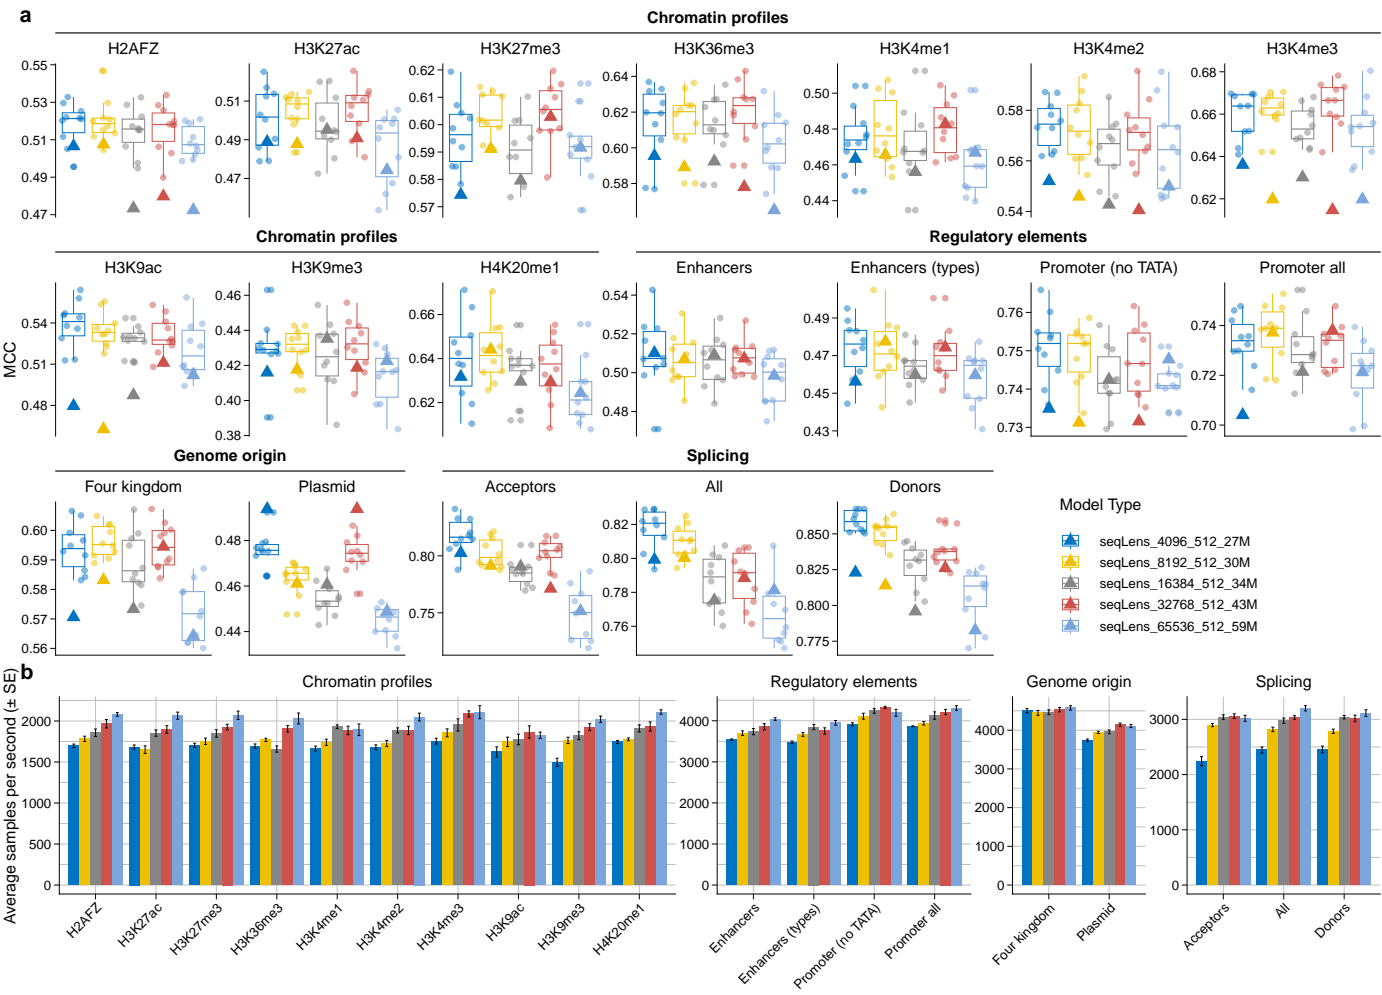 a
Chromatin profiles
H2AFZ H3K27ac H3K27me3 H3K36me3 H3K4me1 H3K4me2 H3K4me3
0.55 0.53 0.51 0.49 0.47
0.51 0.49 0.47
0.62 0.61 0.60 0.59 0.58 0.57
0.64 0.62 0.60 0.58
0.50 0.48 0.46 0.44
0.58 0.56 0.54
0.68 0.66 0.64 0.62
Chromatin profiles Regulatory elements
H3K9ac H3K9me3 H4K20me1 Enhancers Enhancers (types) Promoter (no TATA) Promoter all
MCC
0.54 0.51 0.48
0.46 0.44 0.42 0.40 0.38
0.66 0.64 0.62
0.54 0.52 0.50 0.48
0.49 0.47 0.45 0.43
0.76 0.75 0.74 0.73
0.74 0.72 0.70
Genome origin Splicing
Four kingdom Plasmid Acceptors All Donors
0.60 0.59 0.58 0.57 0.56
0.48 0.46 0.44
0.80 0.75
0.82 0.80 0.78 0.76
0.850 0.825 0.800 0.775
Model Type
seqLens_4096_512_27M
seqLens_8192_512_30M
seqLens_16384_512_34M
seqLens_32768_512_43M
seqLens_65536_512_59M
b
Chromatin profiles Regulatory elements Genome origin Splicing
Average samples per second (± SE)
2000 1500 1000 500 0
4000 3000 2000 1000 0
4000 3000 2000 1000 0
3000 2000 1000 0
H2AFZ H3K27ac H3K27me3 H3K36me3 H3K4me1 H3K4me2 H3K4me3 H3K9ac H3K9me3 H4K20me1
Enhancers Enhancers (types) Promoter (no TATA) Promoter all
Four kingdom Plasmid
Acceptors All Donors